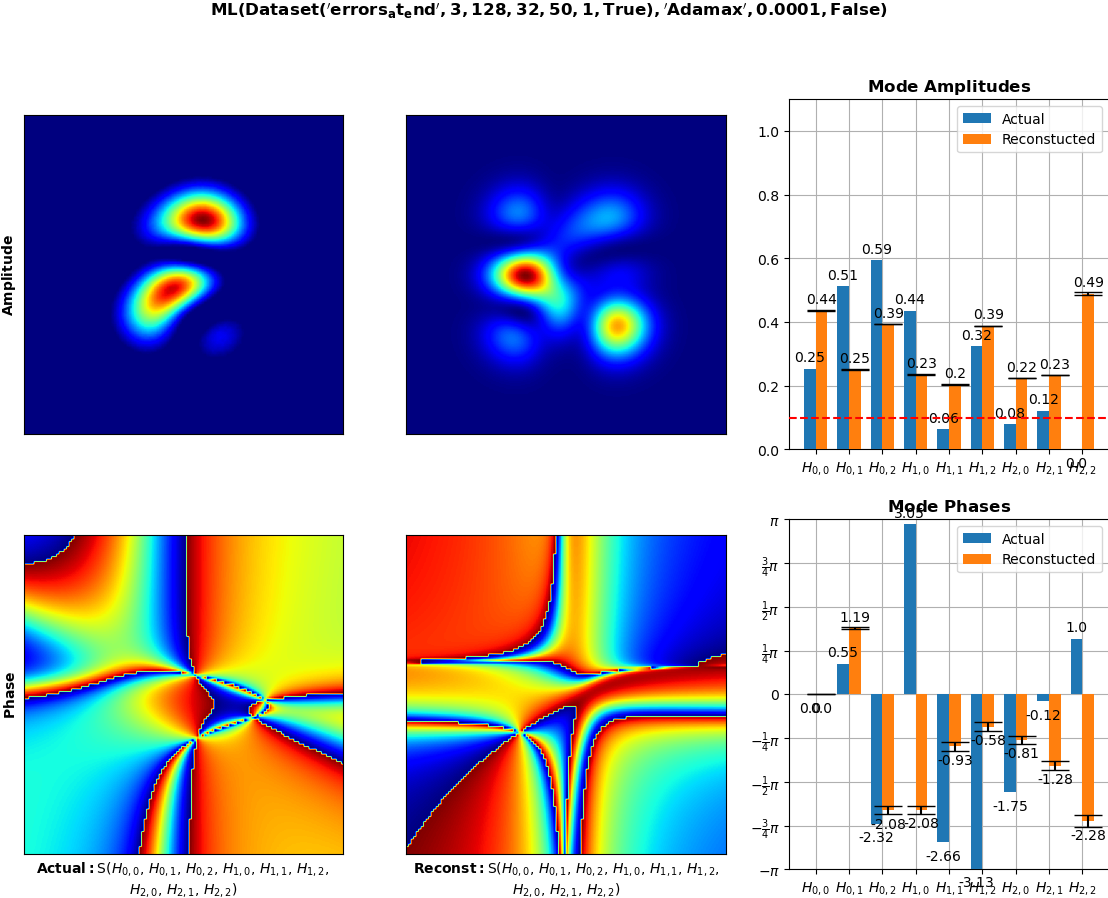 ML(Dataset('errors_at_end', 3, 128, 32, 50, 1, True), 'Adamax', 0.0001, False)
Amplitude
Mode Amplitudes
Actual
Reconstucted
1.0
0.8
0.6
0.4
0.2
0.0
0.25 0.51 0.59 0.44 0.06 0.32 0.08 0.12 0.0
0.44 0.25 0.39 0.23 0.2 0.39 0.22 0.23 0.49
H0,0 H0,1 H0,2 H1,0 H1,1 H1,2 H2,0 H2,1 H2,2
Phase
Actual: S(H0,0, H0,1, H0,2, H1,0, H1,1, H1,2,
H2,0, H2,1, H2,2)
Reconst: S(H0,0, H0,1, H0,2, H1,0, H1,1, H1,2,
H2,0, H2,1, H2,2)
Mode Phases
Actual
Reconstucted
π
3/4π
1/2π
1/4π
0
−1/4π
−1/2π
−3/4π
−π
0.0 0.55 -2.32 3.05 -2.66 -3.13 -1.75 -0.12 1.0
0.0 1.19 -2.08 -2.08 -0.93 -0.58 -0.81 -1.28 -2.28
H0,0 H0,1 H0,2 H1,0 H1,1 H1,2 H2,0 H2,1 H2,2